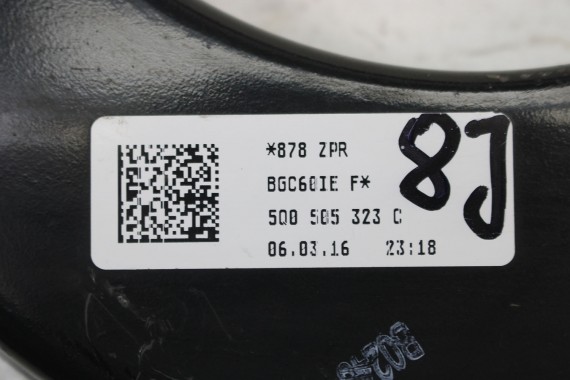 *878 ZPR
BGC60IE F*
5Q0 505 323 C
06.03.16 23:18
8J